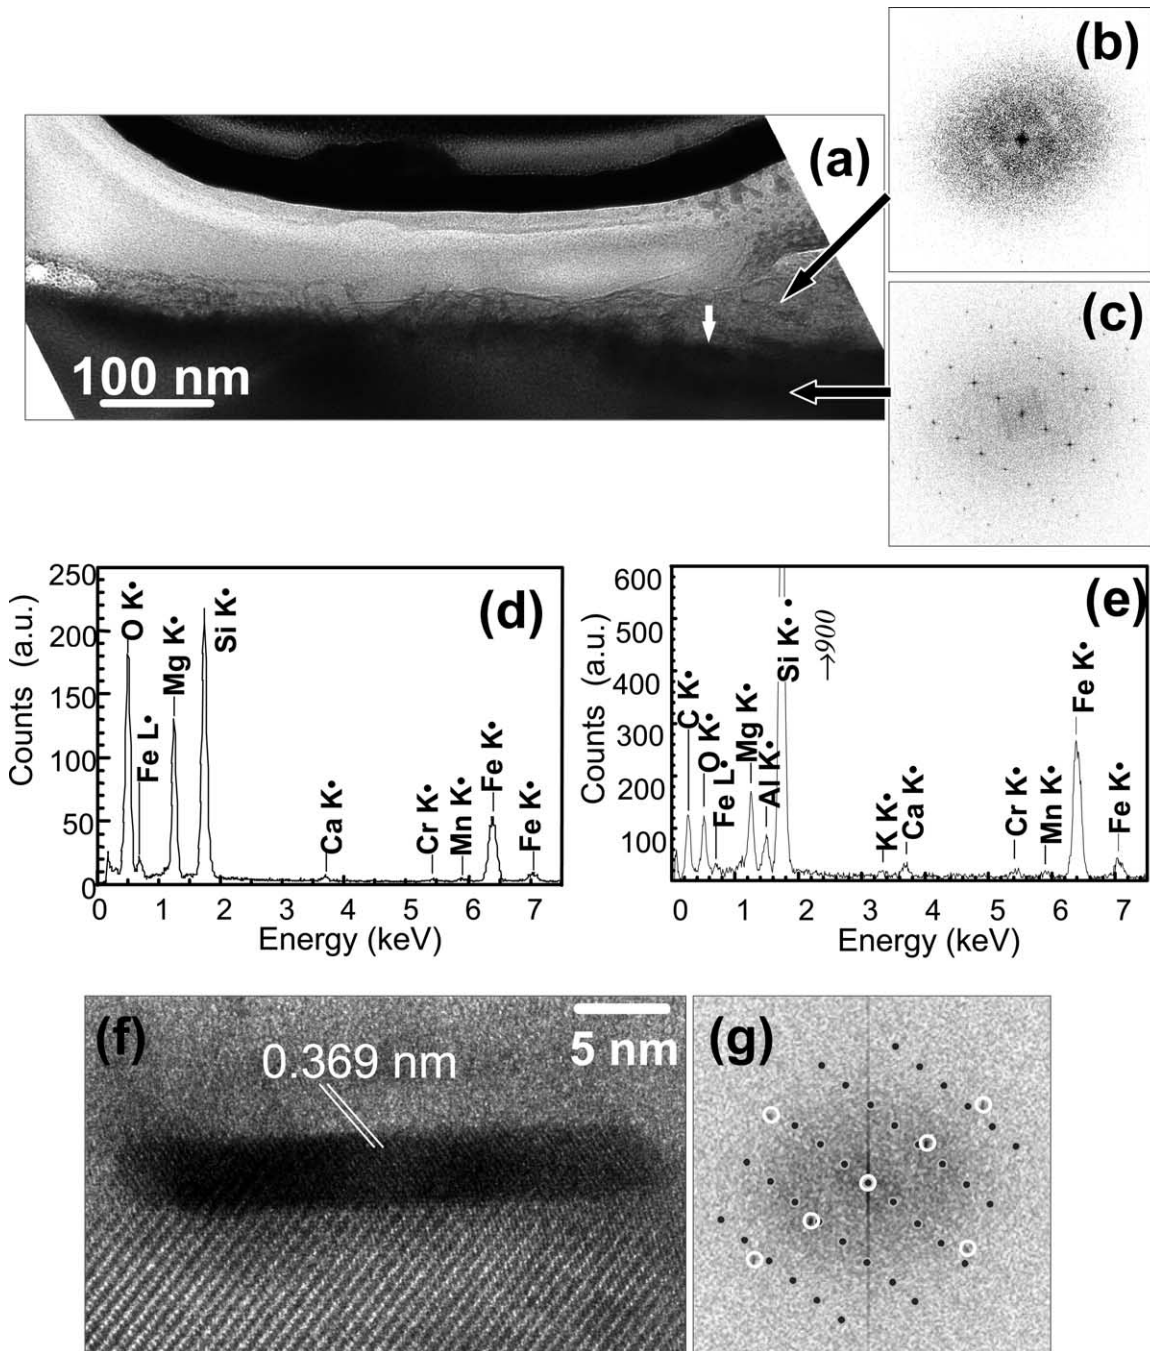 (a)
(b)
(c)
100 nm
(d)
Counts (a.u.)
250
200
150
100
50
0
O K•
Fe L•
Mg K•
Si K•
Ca K•
Cr K•
Mn K•
Fe K•
Fe K•
0 1 2 3 4 5 6 7
Energy (keV)
(e)
Counts (a.u.)
600
500
400
300
200
100
C K•
O K•
Fe L•
Mg K•
Al K•
Si K• •
→900
K K•
Ca K•
Cr K•
Mn K•
Fe K•
Fe K•
0 1 2 3 4 5 6 7
Energy (keV)
(f)
0.369 nm
5 nm
(g)